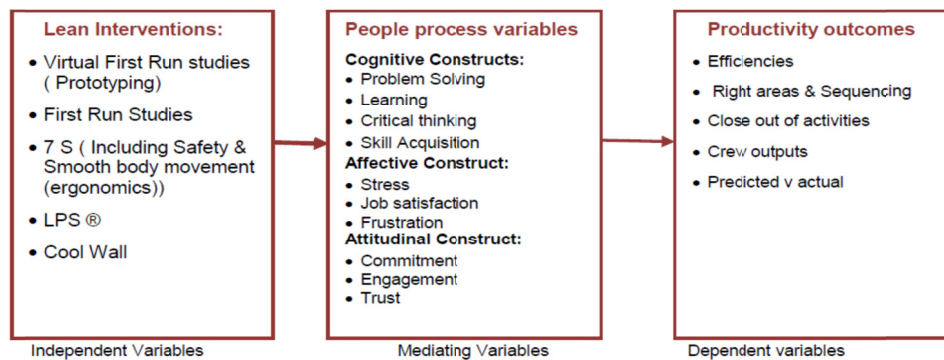 Lean Interventions:
• Virtual First Run studies
( Prototyping)
• First Run Studies
• 7 S ( Including Safety &
Smooth body movement
(ergonomics))
• LPS ®
• Cool Wall
Independent Variables
People process variables
Cognitive Constructs:
• Problem Solving
• Learning
• Critical thinking
• Skill Acquisition
Affective Construct:
• Stress
• Job satisfaction
• Frustration
Attitudinal Construct:
• Commitment
• Engagement
• Trust
Mediating Variables
Productivity outcomes
• Efficiencies
• Right areas & Sequencing
• Close out of activities
• Crew outputs
• Predicted v actual
Dependent variables